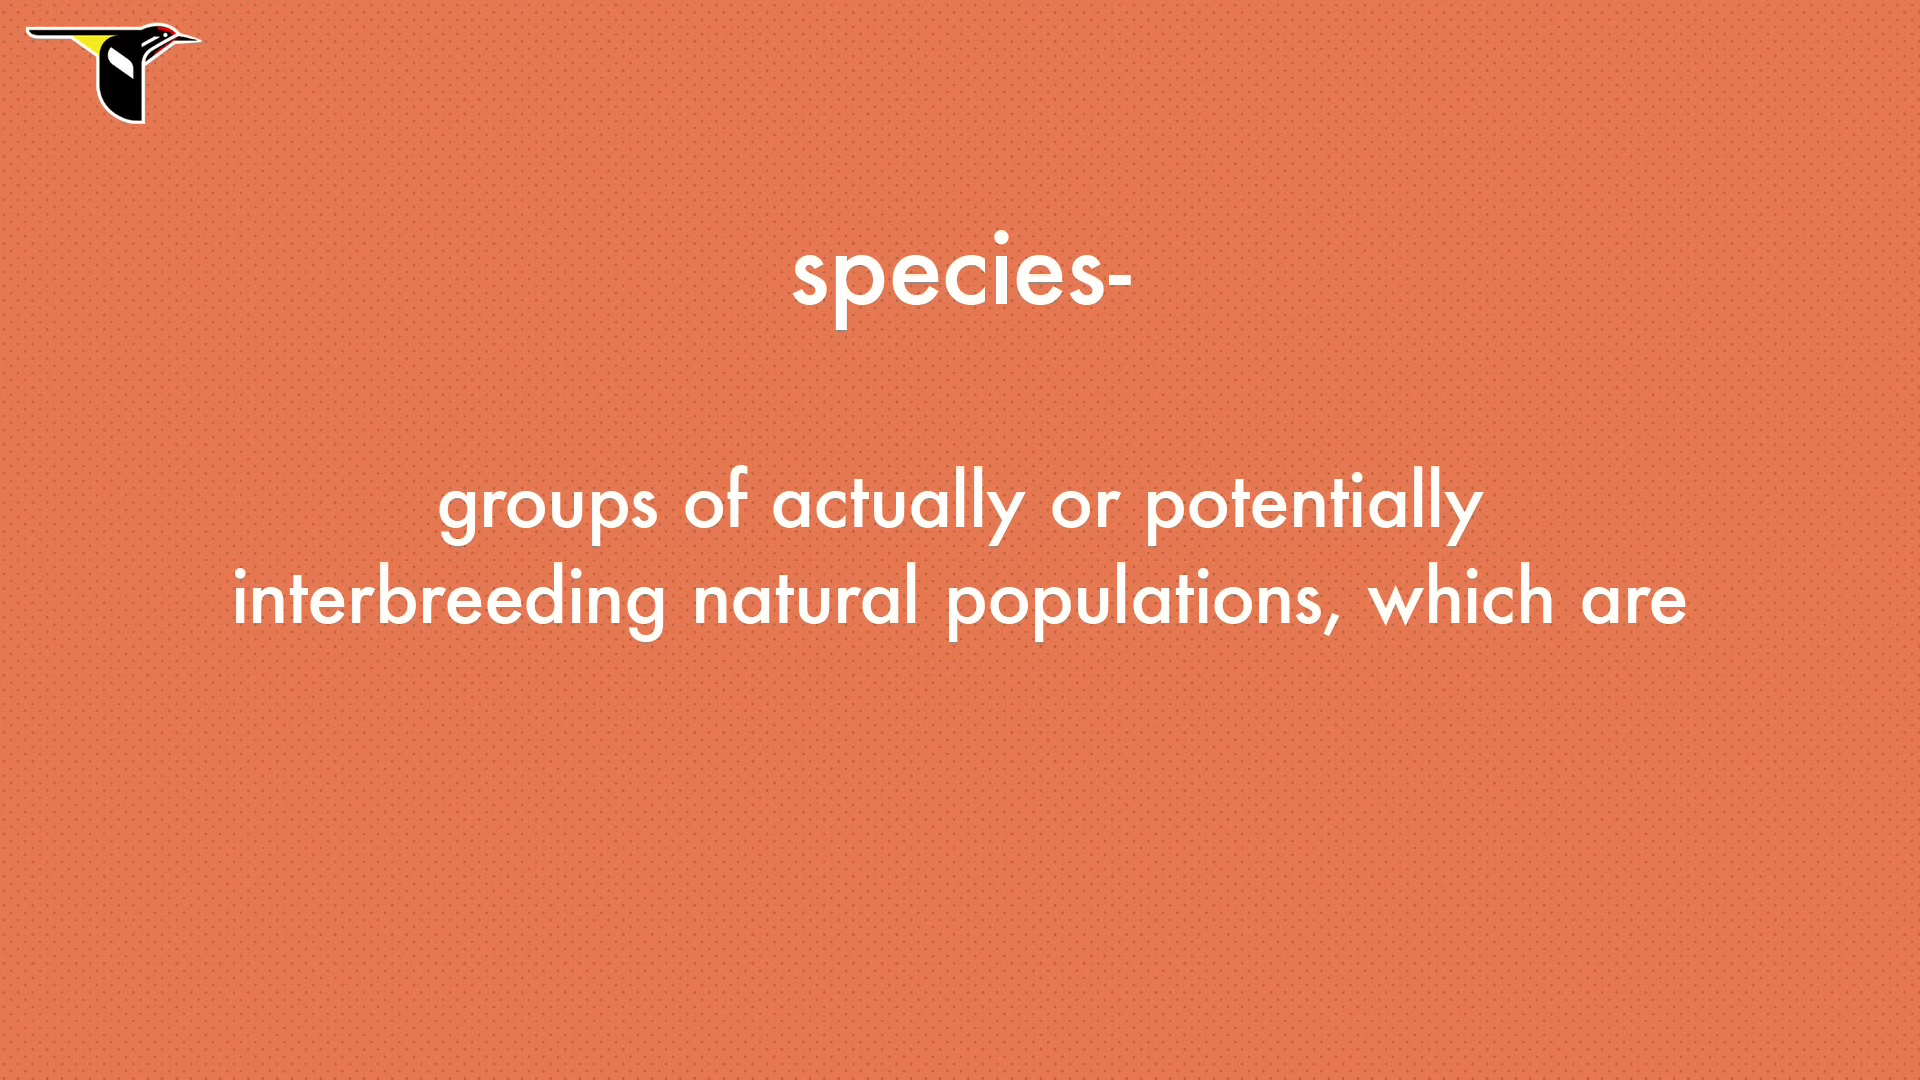 species-
groups of actually or potentially
interbreeding natural populations, which are